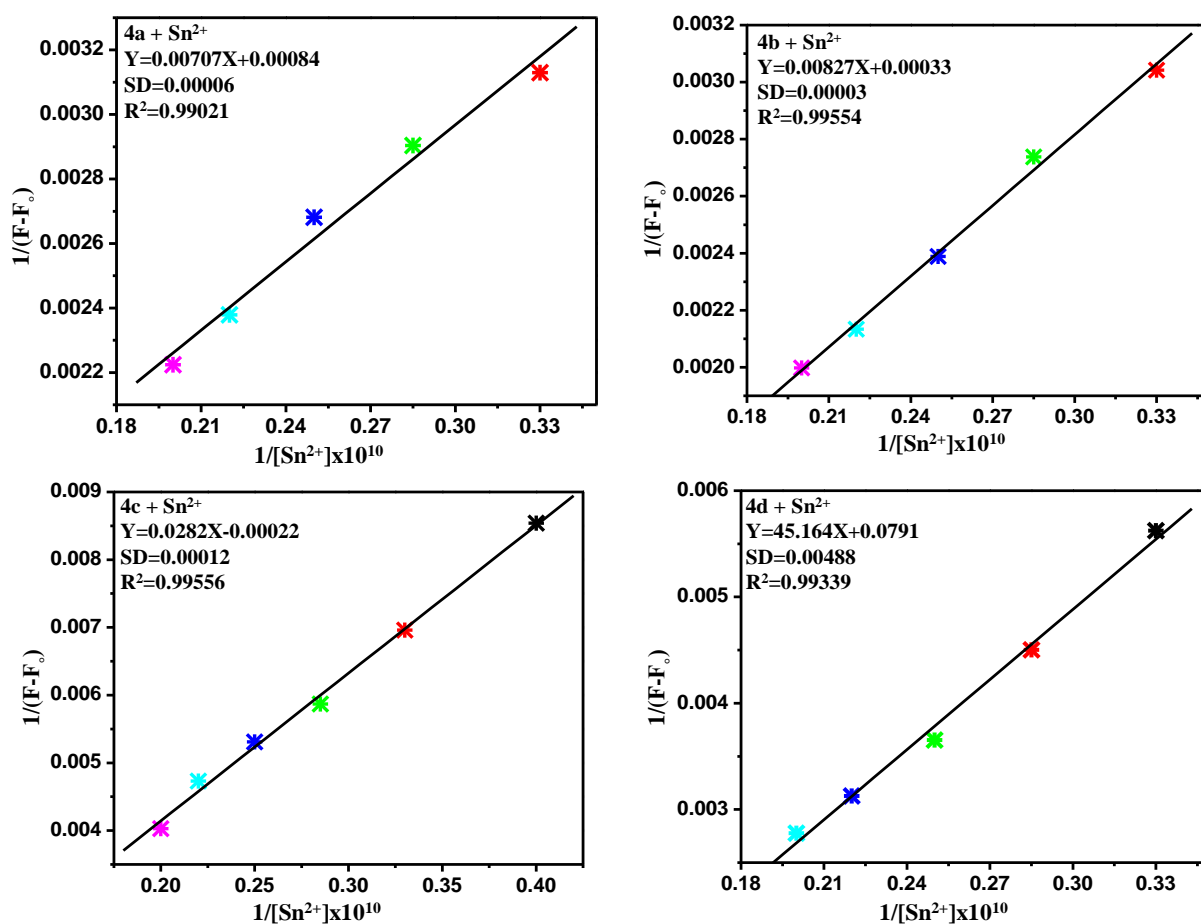 4a + Sn²⁺
Y=0.00707X+0.00084
SD=0.00006
R²=0.99021
0.0032
0.0030
0.0028
0.0026
0.0024
0.0022
1/(F-F₀)
0.18 0.21 0.24 0.27 0.30 0.33
1/[Sn²⁺]x10¹⁰
4b + Sn²⁺
Y=0.00827X+0.00033
SD=0.00003
R²=0.99554
0.0032
0.0030
0.0028
0.0026
0.0024
0.0022
0.0020
1/(F-F₀)
0.18 0.21 0.24 0.27 0.30 0.33
1/[Sn²⁺]x10¹⁰
4c + Sn²⁺
Y=0.0282X-0.00022
SD=0.00012
R²=0.99556
0.009
0.008
0.007
0.006
0.005
0.004
1/(F-F₀)
0.20 0.25 0.30 0.35 0.40
1/[Sn²⁺]x10¹⁰
4d + Sn²⁺
Y=45.164X+0.0791
SD=0.00488
R²=0.99339
0.006
0.005
0.004
0.003
1/(F-F₀)
0.18 0.21 0.24 0.27 0.30 0.33
1/[Sn²⁺]x10¹⁰